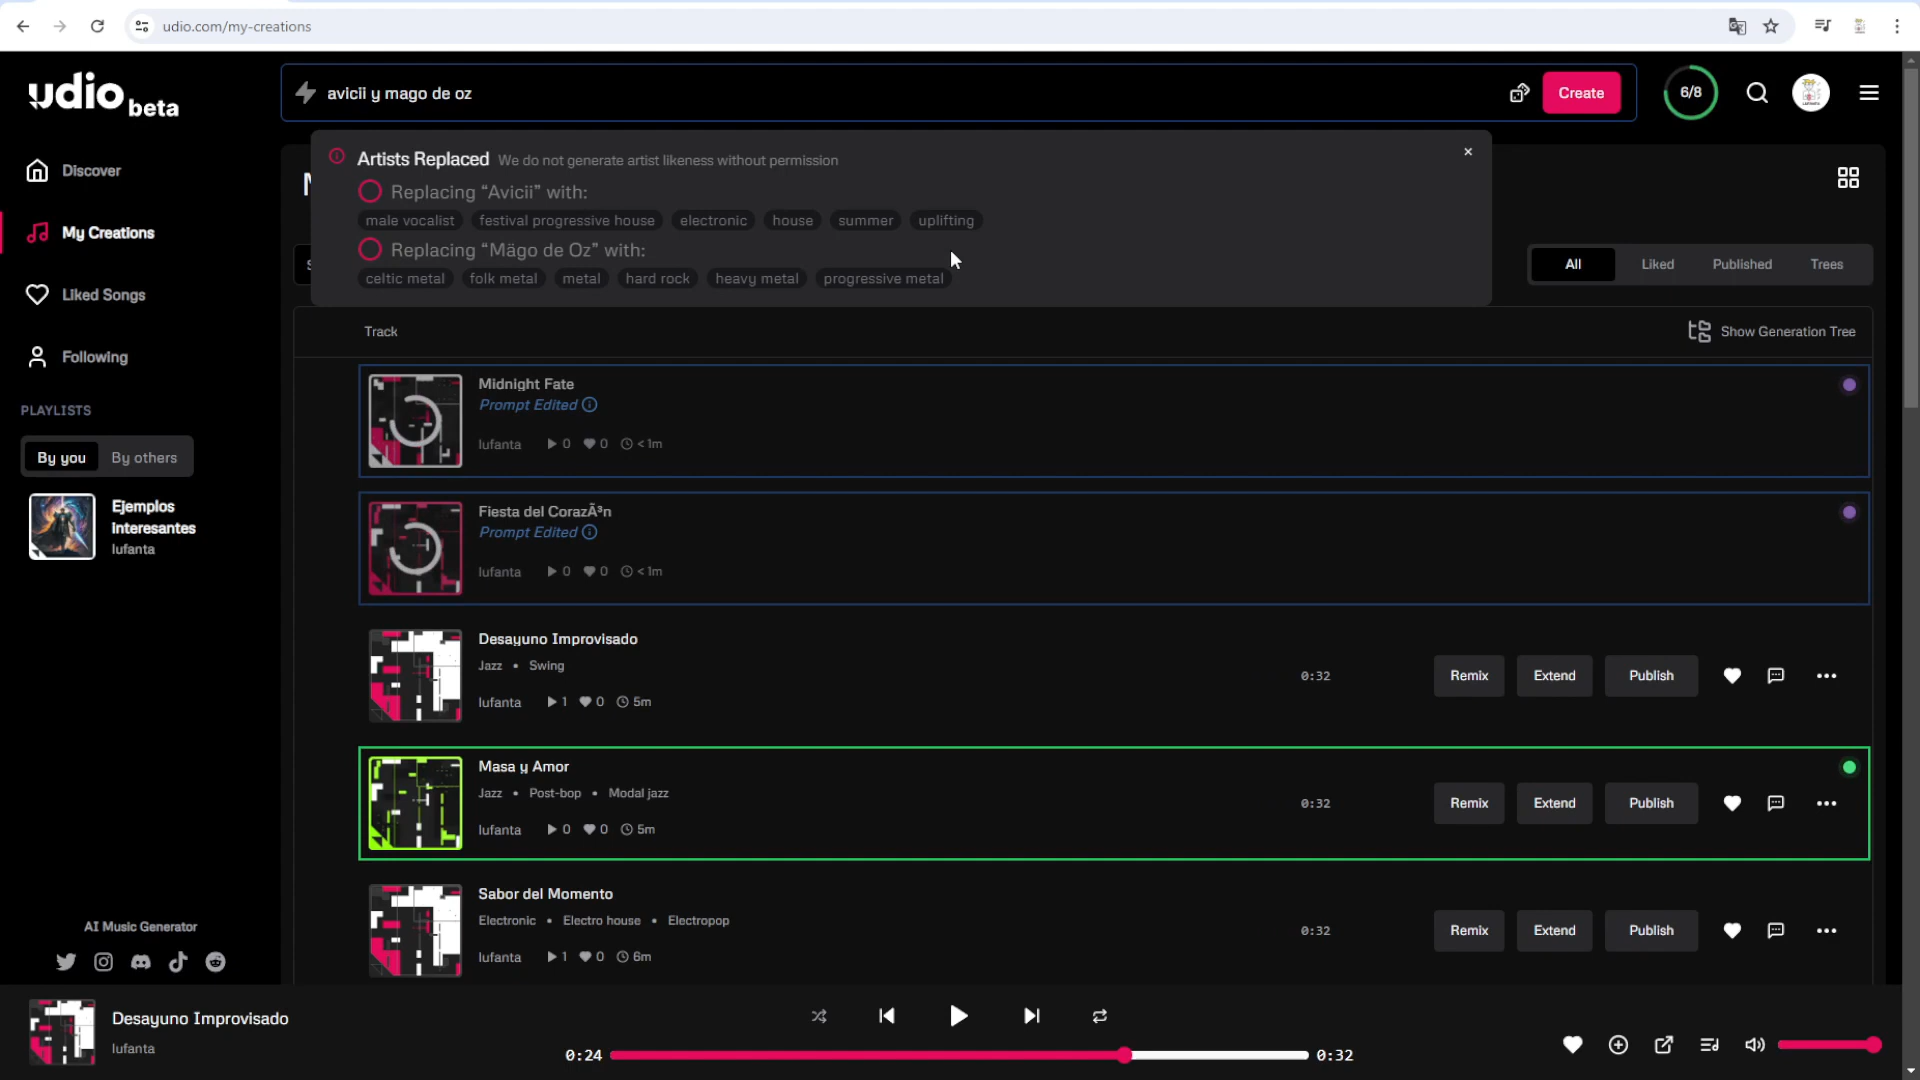 udio.com/my-creations
udio beta
avicii y mago de oz
Create
6/8
Artists Replaced We do not generate artist likeness without permission
Replacing “Avicii” with:
male vocalist festival progressive house electronic house summer uplifting
Replacing “Mägo de Oz” with:
celtic metal folk metal metal hard rock heavy metal progressive metal
Discover
My Creations
Liked Songs
Following
PLAYLISTS
By you By others
Ejemplos
interesantes
lufanta
AI Music Generator
All Liked Published Trees
Track
Show Generation Tree
Midnight Fate
Prompt Edited
lufanta 0 0 < 1m
Fiesta del CorazÃ³n
Prompt Edited
lufanta 0 0 < 1m
Desayuno Improvisado
Jazz • Swing
lufanta 1 0 5m
0:32 Remix Extend Publish
Masa y Amor
Jazz • Post-bop • Modal jazz
lufanta 0 0 5m
0:32 Remix Extend Publish
Sabor del Momento
Electronic • Electro house • Electropop
lufanta 1 0 6m
0:32 Remix Extend Publish
Desayuno Improvisado
lufanta
0:24 0:32